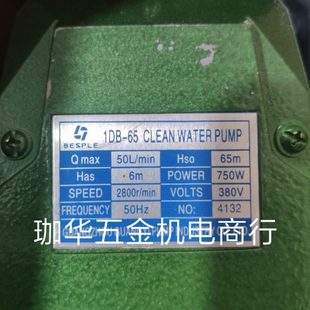 BESPLE
1DB-65 CLEAN WATER PUMP
Q max 50L/min Hso 65m
Has 6m POWER 750W
SPEED 2800r/min VOLTS 380V
FREQUENCY 50Hz NO: 4132
珈华五金机电商行